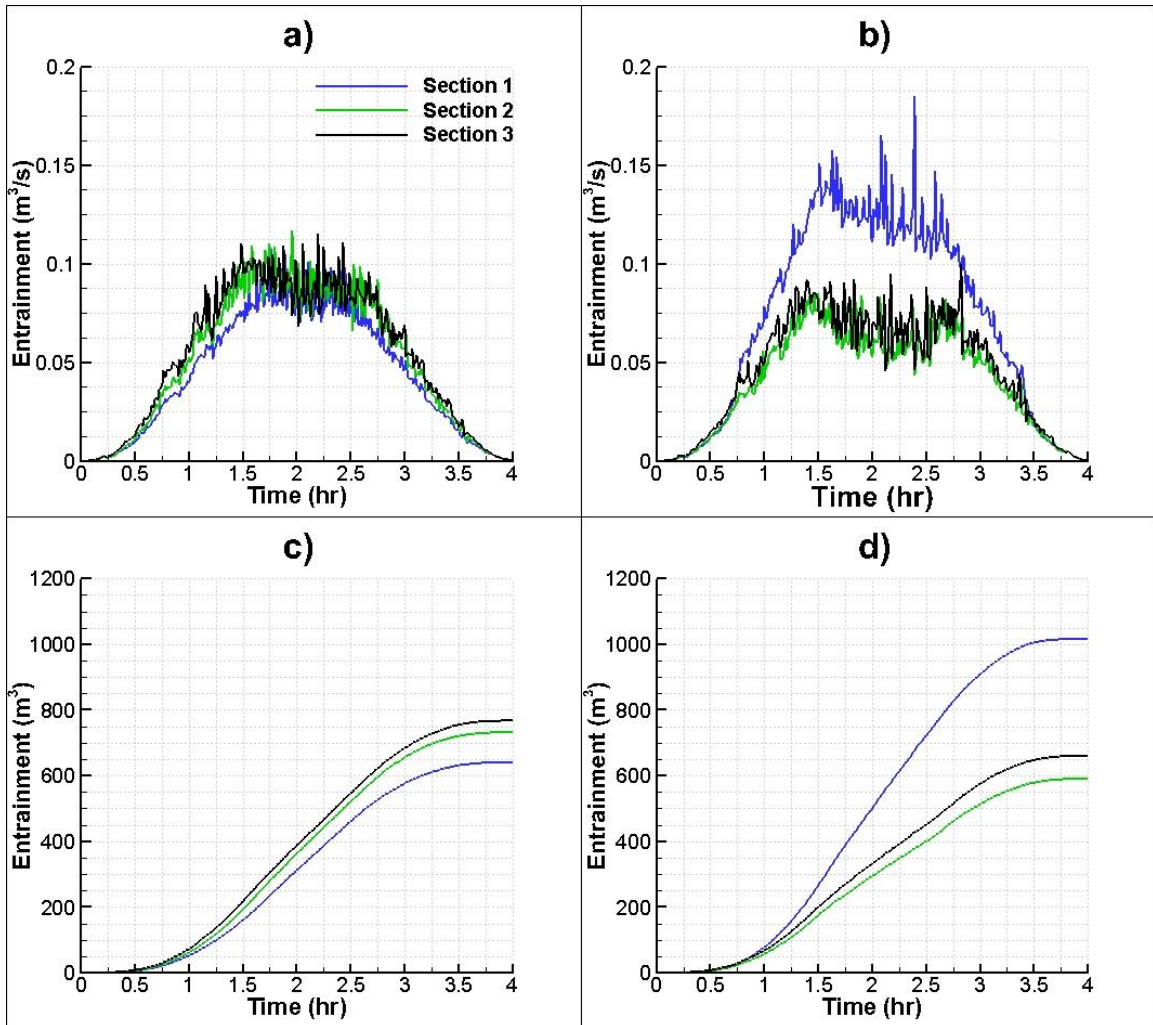 a)
Entrainment (m³/s)
0.2
0.15
0.1
0.05
0
Section 1
Section 2
Section 3
0 0.5 1 1.5 2 2.5 3 3.5 4
Time (hr)
b)
Entrainment (m³/s)
0.2
0.15
0.1
0.05
0
0 0.5 1 1.5 2 2.5 3 3.5 4
Time (hr)
c)
Entrainment (m³)
1200
1000
800
600
400
200
0
0 0.5 1 1.5 2 2.5 3 3.5 4
Time (hr)
d)
Entrainment (m³)
1200
1000
800
600
400
200
0
0 0.5 1 1.5 2 2.5 3 3.5 4
Time (hr)